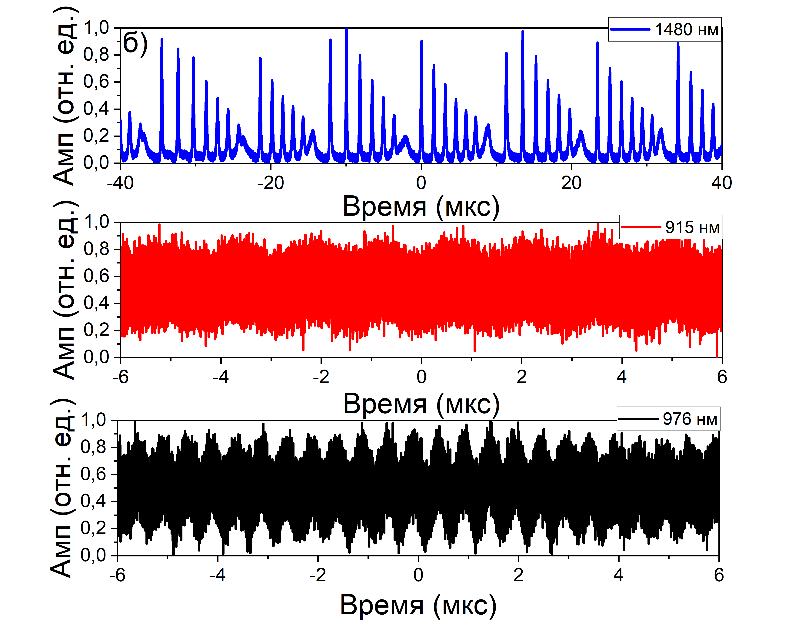 б)
1480 нм
Амп (отн. ед.)
1,0
0,8
0,6
0,4
0,2
0,0
-40 -20 0 20 40
Время (мкс)
915 нм
Амп (отн. ед.)
1,0
0,8
0,6
0,4
0,2
0,0
-6 -4 -2 0 2 4 6
Время (мкс)
976 нм
Амп (отн. ед.)
1,0
0,8
0,6
0,4
0,2
0,0
-6 -4 -2 0 2 4 6
Время (мкс)